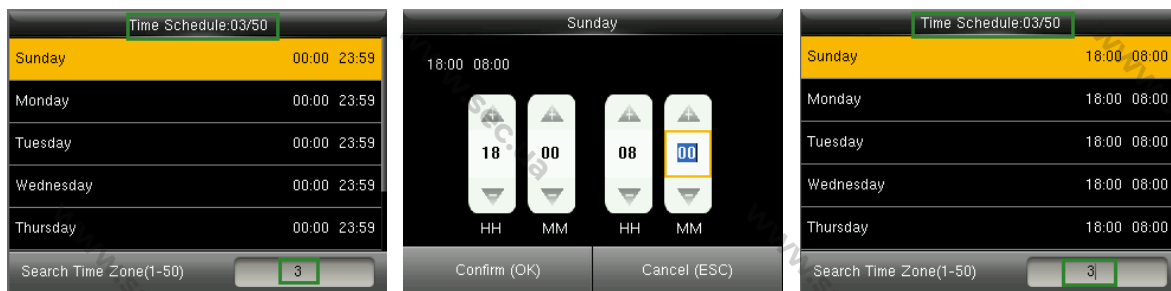 Time Schedule:03/50
Sunday 00:00 23:59
Monday 00:00 23:59
Tuesday 00:00 23:59
Wednesday 00:00 23:59
Thursday 00:00 23:59
Search Time Zone(1-50) 3
Sunday
18:00 08:00
18 00 08 00
HH MM HH MM
Confirm (OK) Cancel (ESC)
Time Schedule:03/50
Sunday 18:00 08:00
Monday 18:00 08:00
Tuesday 18:00 08:00
Wednesday 18:00 08:00
Thursday 18:00 08:00
Search Time Zone(1-50) 3
www.sec.ua